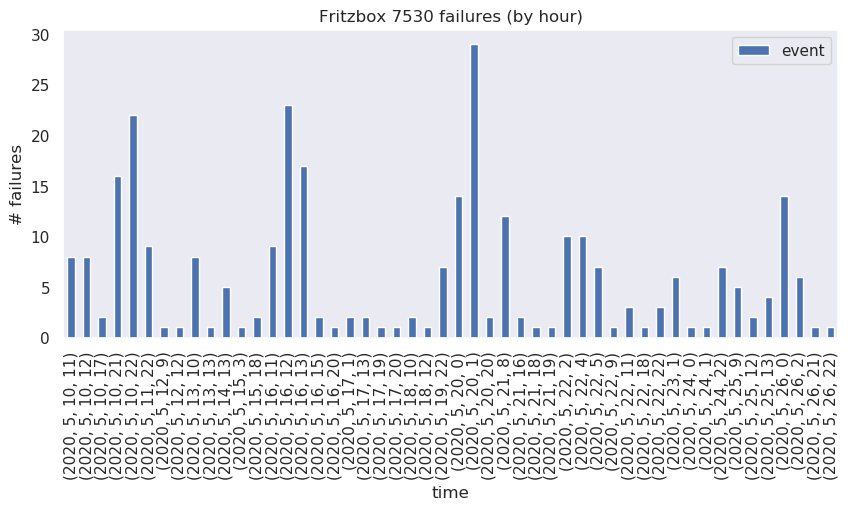 Fritzbox 7530 failures (by hour)
event
# failures
30
25
20
15
10
5
0
(2020, 5, 10, 11)
(2020, 5, 10, 12)
(2020, 5, 10, 17)
(2020, 5, 10, 21)
(2020, 5, 10, 22)
(2020, 5, 11, 22)
(2020, 5, 12, 9)
(2020, 5, 12, 12)
(2020, 5, 13, 10)
(2020, 5, 13, 13)
(2020, 5, 14, 13)
(2020, 5, 15, 3)
(2020, 5, 15, 18)
(2020, 5, 16, 11)
(2020, 5, 16, 12)
(2020, 5, 16, 13)
(2020, 5, 16, 15)
(2020, 5, 16, 20)
(2020, 5, 17, 1)
(2020, 5, 17, 13)
(2020, 5, 17, 19)
(2020, 5, 17, 20)
(2020, 5, 18, 10)
(2020, 5, 18, 12)
(2020, 5, 19, 22)
(2020, 5, 20, 0)
(2020, 5, 20, 1)
(2020, 5, 20, 20)
(2020, 5, 21, 8)
(2020, 5, 21, 16)
(2020, 5, 21, 18)
(2020, 5, 21, 19)
(2020, 5, 22, 2)
(2020, 5, 22, 4)
(2020, 5, 22, 5)
(2020, 5, 22, 9)
(2020, 5, 22, 11)
(2020, 5, 22, 18)
(2020, 5, 22, 22)
(2020, 5, 23, 1)
(2020, 5, 24, 0)
(2020, 5, 24, 1)
(2020, 5, 24, 22)
(2020, 5, 25, 9)
(2020, 5, 25, 12)
(2020, 5, 25, 13)
(2020, 5, 26, 0)
(2020, 5, 26, 2)
(2020, 5, 26, 21)
(2020, 5, 26, 22)
time